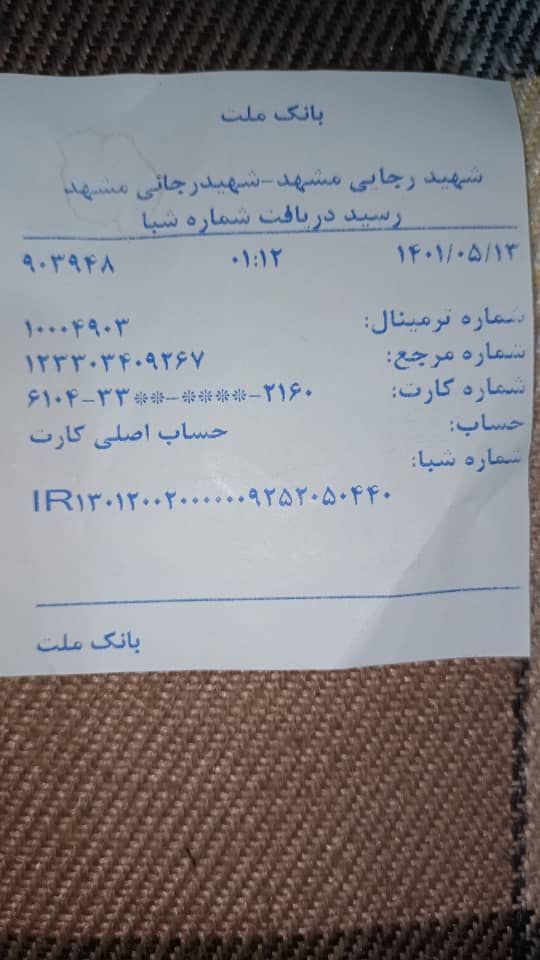 بانک ملت
شهید رجایی مشهد-شهیدرجائی مشهد
رسید دریافت شماره شبا
۱۴۰۱/۰۵/۱۳ ۰۱:۱۲ ۹۰۳۹۴۸
شماره ترمینال: ۱۰۰۰۴۹۰۳
شماره مرجع: ۱۲۳۳۰۳۴۰۹۲۶۷
شماره کارت: ۶۱۰۴-۳۳**-****-۲۱۶۰
حساب: حساب اصلی کارت
شماره شبا:
IR۱۳۰۱۲۰۰۲۰۰۰۰۰۰۹۲۵۲۰۵۰۴۴۰
بانک ملت